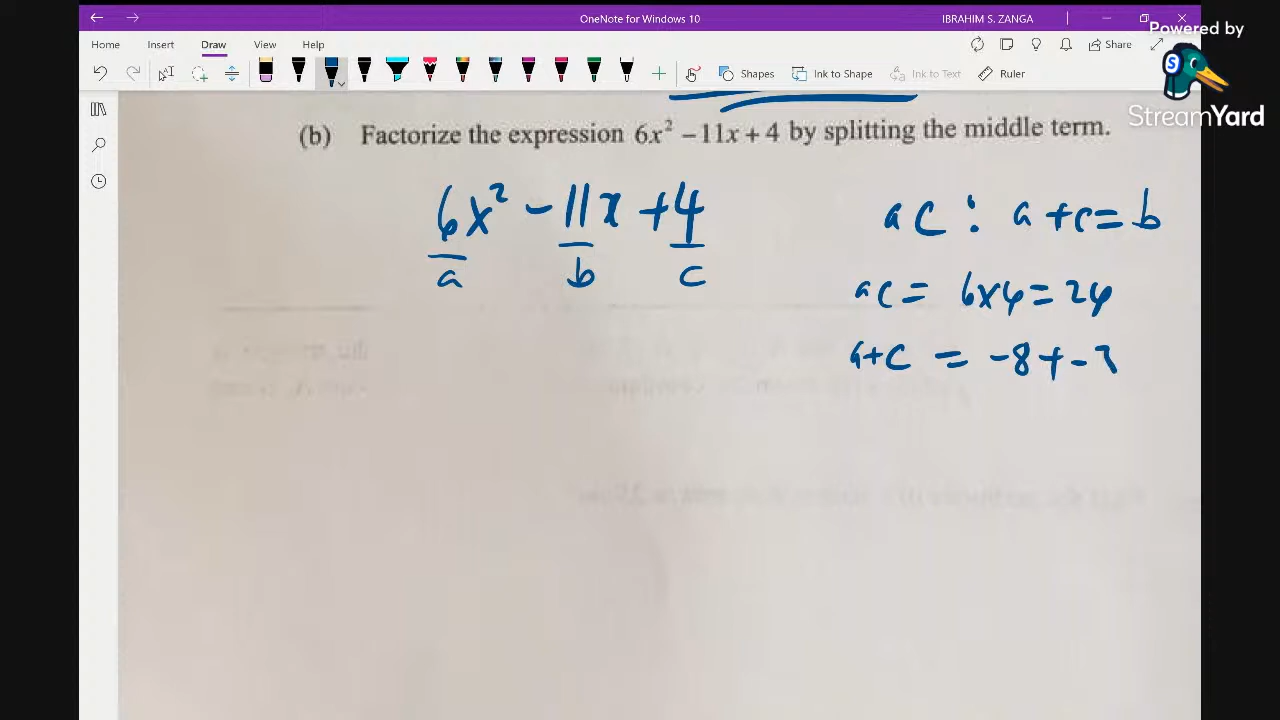 OneNote for Windows 10
IBRAHIM S. ZANGA
Powered by
StreamYard
Home Insert Draw View Help
Share
Shapes Ink to Shape Ink to Text Ruler
(b) Factorize the expression 6x² − 11x + 4 by splitting the middle term.
6x² − 11x + 4
a b c
ac : a + c = b
ac = 6x4 = 24
a+c = -8 + -3